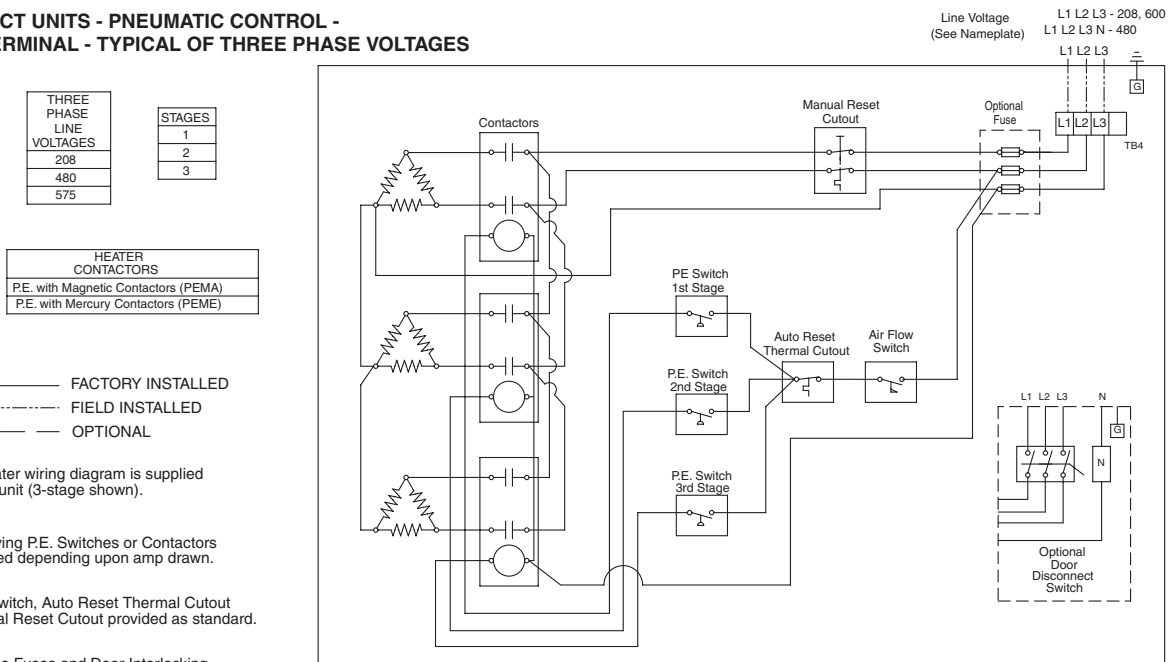 CT UNITS - PNEUMATIC CONTROL -
ERMINAL - TYPICAL OF THREE PHASE VOLTAGES
Line Voltage
(See Nameplate)
L1 L2 L3 - 208, 600
L1 L2 L3 N - 480
L1 L2 L3
G
THREE
PHASE
LINE
VOLTAGES
208
480
575
STAGES
1
2
3
Contactors
Manual Reset
Cutout
Optional
Fuse
L1 L2 L3
TB4
HEATER
CONTACTORS
P.E. with Magnetic Contactors (PEMA)
P.E. with Mercury Contactors (PEME)
PE Switch
1st Stage
Auto Reset
Thermal Cutout
Air Flow
Switch
P.E. Switch
2nd Stage
P.E. Switch
3rd Stage
FACTORY INSTALLED
FIELD INSTALLED
OPTIONAL
ater wiring diagram is supplied
unit (3-stage shown).
ving P.E. Switches or Contactors
ed depending upon amp drawn.
witch, Auto Reset Thermal Cutout
al Reset Cutout provided as standard.
e Fuses and Door Interlocking
L1 L2 L3 N
G
N
Optional
Door
Disconnect
Switch